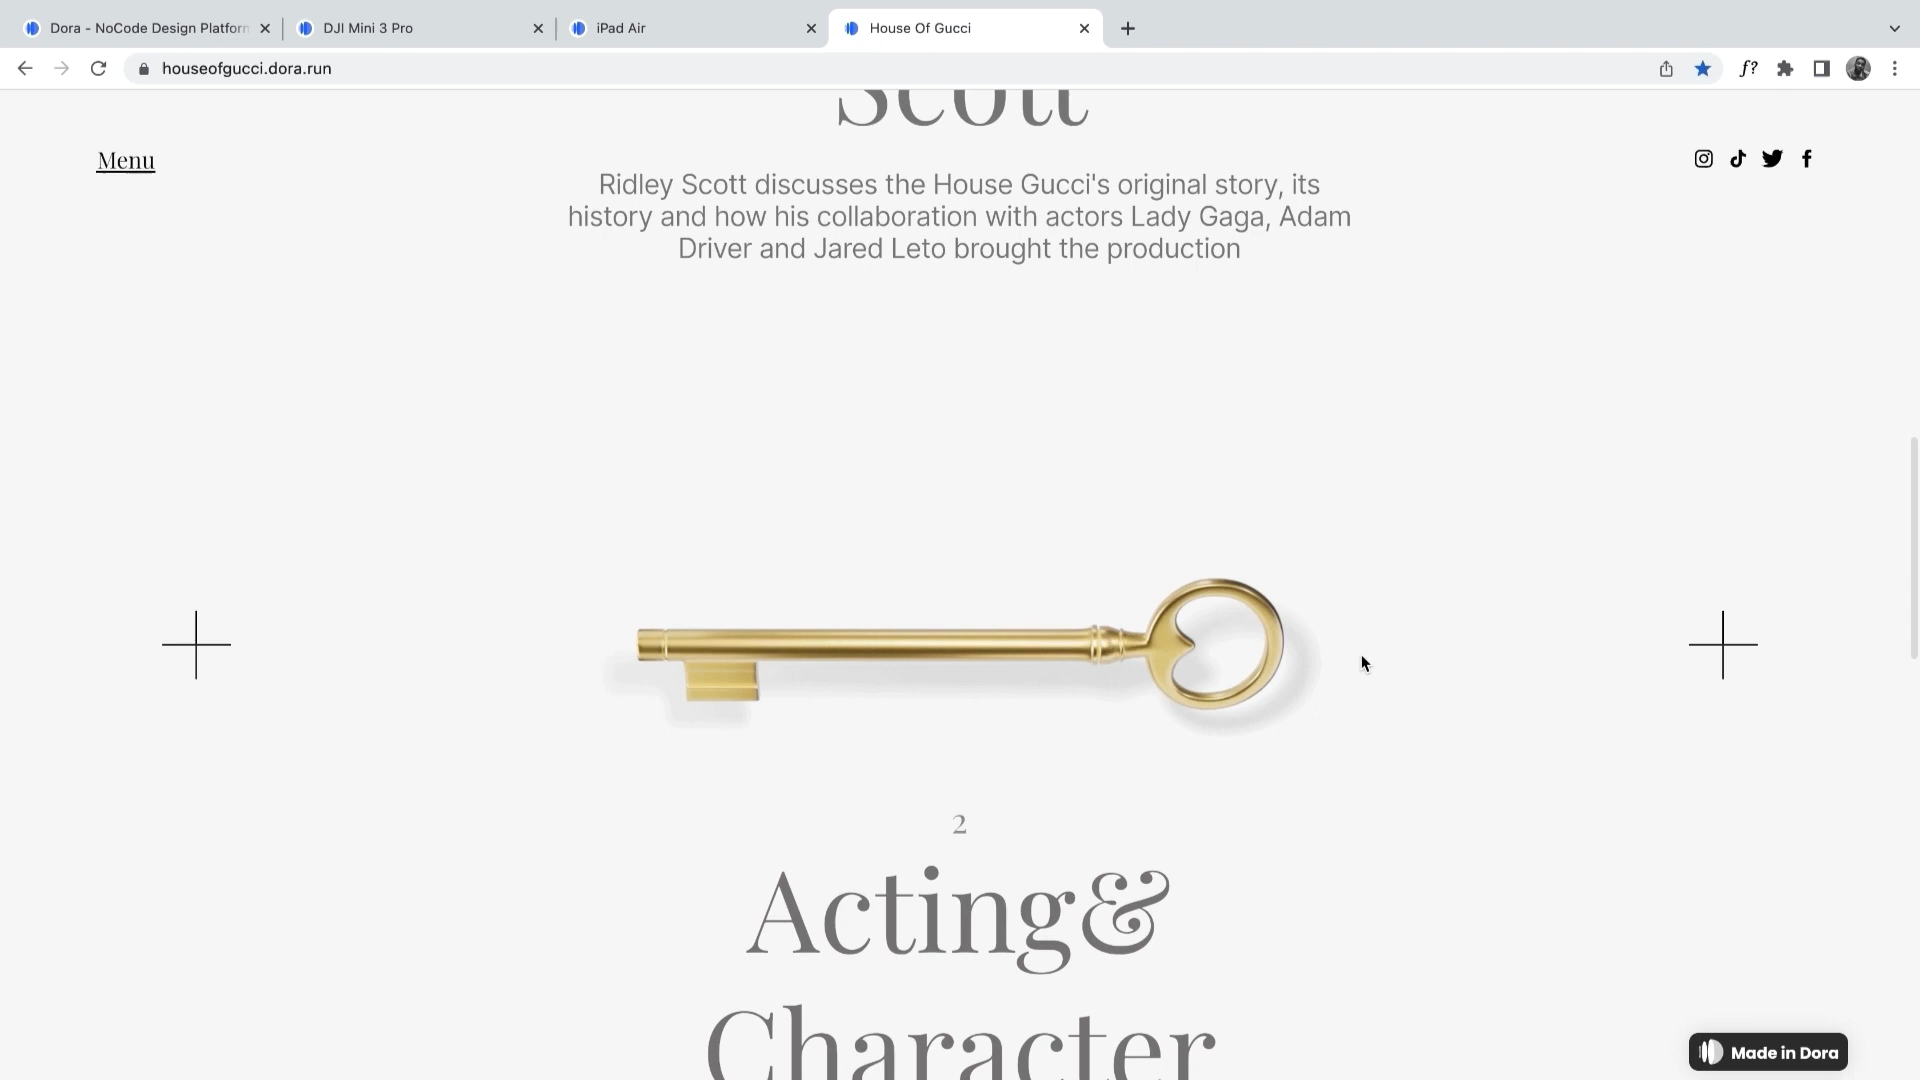 Dora - NoCode Design Platform
DJI Mini 3 Pro
iPad Air
House Of Gucci
houseofgucci.dora.run
f?
Scott
Menu
Ridley Scott discusses the House Gucci's original story, its
history and how his collaboration with actors Lady Gaga, Adam
Driver and Jared Leto brought the production
2
Acting&
Character
Made in Dora